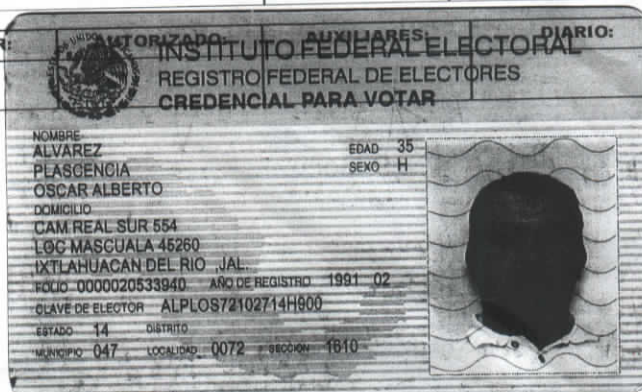 AUTORIZADO:
AUXILIARES:
DIARIO:
INSTITUTO FEDERAL ELECTORAL
REGISTRO FEDERAL DE ELECTORES
CREDENCIAL PARA VOTAR
NOMBRE
ALVAREZ
PLASCENCIA
OSCAR ALBERTO
EDAD 35
SEXO H
DOMICILIO
CAM REAL SUR 554
LOC MASCUALA 45260
IXTLAHUACAN DEL RIO ,JAL.
FOLIO 0000020533940 AÑO DE REGISTRO 1991 02
CLAVE DE ELECTOR ALPLOS72102714H900
ESTADO 14 DISTRITO
MUNICIPIO 047 LOCALIDAD 0072 SECCION 1610